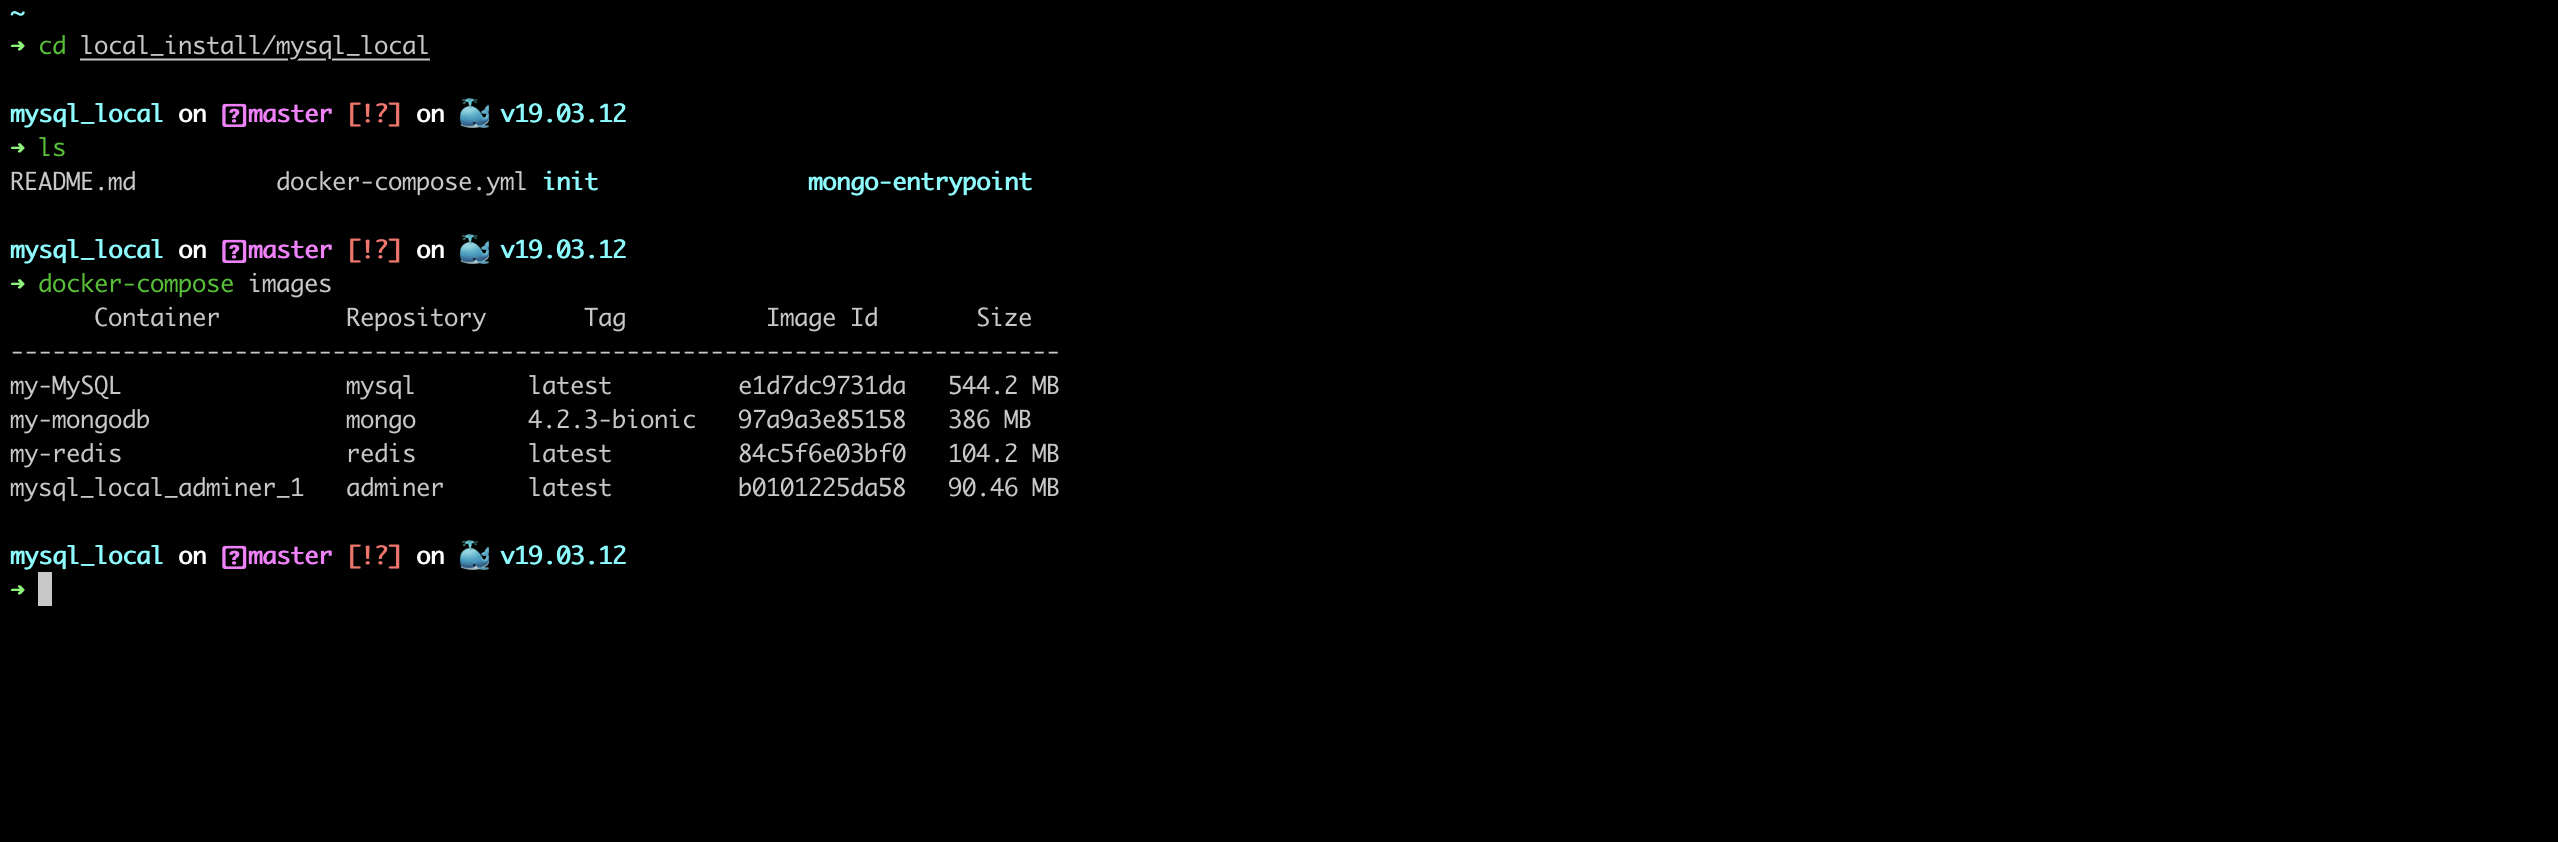 ~
➜ cd local_install/mysql_local
mysql_local on master [!?] on 🐳 v19.03.12
➜ ls
README.md docker-compose.yml init mongo-entrypoint
mysql_local on master [!?] on 🐳 v19.03.12
➜ docker-compose images
Container Repository Tag Image Id Size
---------------------------------------------------------------------------
my-MySQL mysql latest e1d7dc9731da 544.2 MB
my-mongodb mongo 4.2.3-bionic 97a9a3e85158 386 MB
my-redis redis latest 84c5f6e03bf0 104.2 MB
mysql_local_adminer_1 adminer latest b0101225da58 90.46 MB
mysql_local on master [!?] on 🐳 v19.03.12
➜